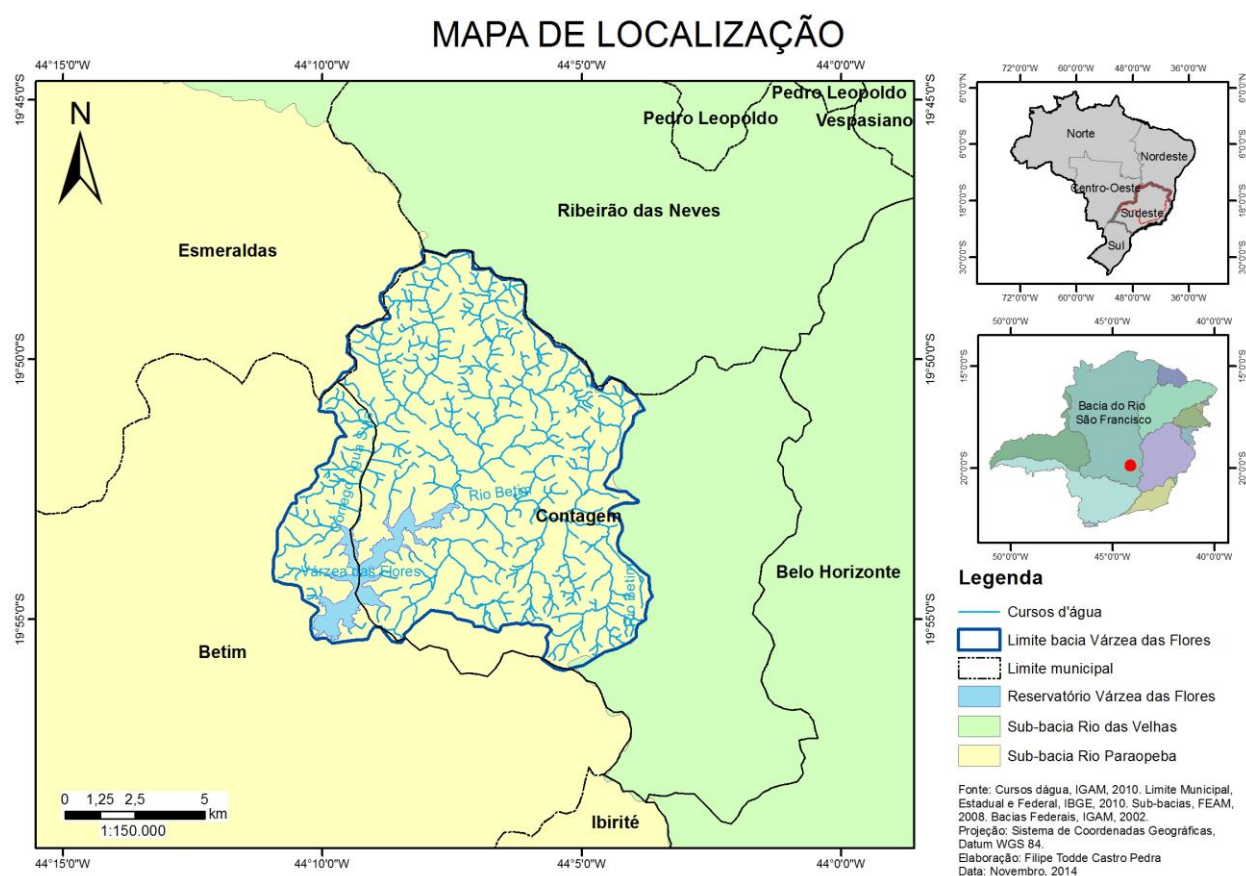 MAPA DE LOCALIZAÇÃO
44°15'0"W
44°10'0"W
44°5'0"W
44°0'0"W
19°45'0"S
19°50'0"S
19°55'0"S
N
Pedro Leopoldo
Pedro Leopoldo
Vespasiano
Ribeirão das Neves
Esmeraldas
Córrego Água Suja
Rio Betim
Contagem
Várzea das Flores
Rio Betim
Belo Horizonte
Betim
Ibirité
0 1,25 2,5 5
km
1:150.000
19°45'0"S
19°50'0"S
19°55'0"S
44°15'0"W
44°10'0"W
44°5'0"W
44°0'0"W
72°0'0"W
60°0'0"W
48°0'0"W
36°0'0"W
6°0'0"N
6°0'0"S
18°0'0"S
30°0'0"S
Norte
Nordeste
Centro-Oeste
Sudeste
Sul
6°0'0"N
6°0'0"S
18°0'0"S
30°0'0"S
72°0'0"W
60°0'0"W
48°0'0"W
36°0'0"W
50°0'0"W
45°0'0"W
40°0'0"W
15°0'0"S
20°0'0"S
Bacia do Rio
São Francisco
15°0'0"S
20°0'0"S
50°0'0"W
45°0'0"W
40°0'0"W
Legenda
Cursos d'água
Limite bacia Várzea das Flores
Limite municipal
Reservatório Várzea das Flores
Sub-bacia Rio das Velhas
Sub-bacia Rio Paraopeba
Fonte: Cursos dágua, IGAM, 2010. Limite Municipal,
Estadual e Federal, IBGE, 2010. Sub-bacias, FEAM,
2008. Bacias Federais, IGAM, 2002.
Projeção: Sistema de Coordenadas Geográficas,
Datum WGS 84.
Elaboração: Filipe Todde Castro Pedra
Data: Novembro, 2014